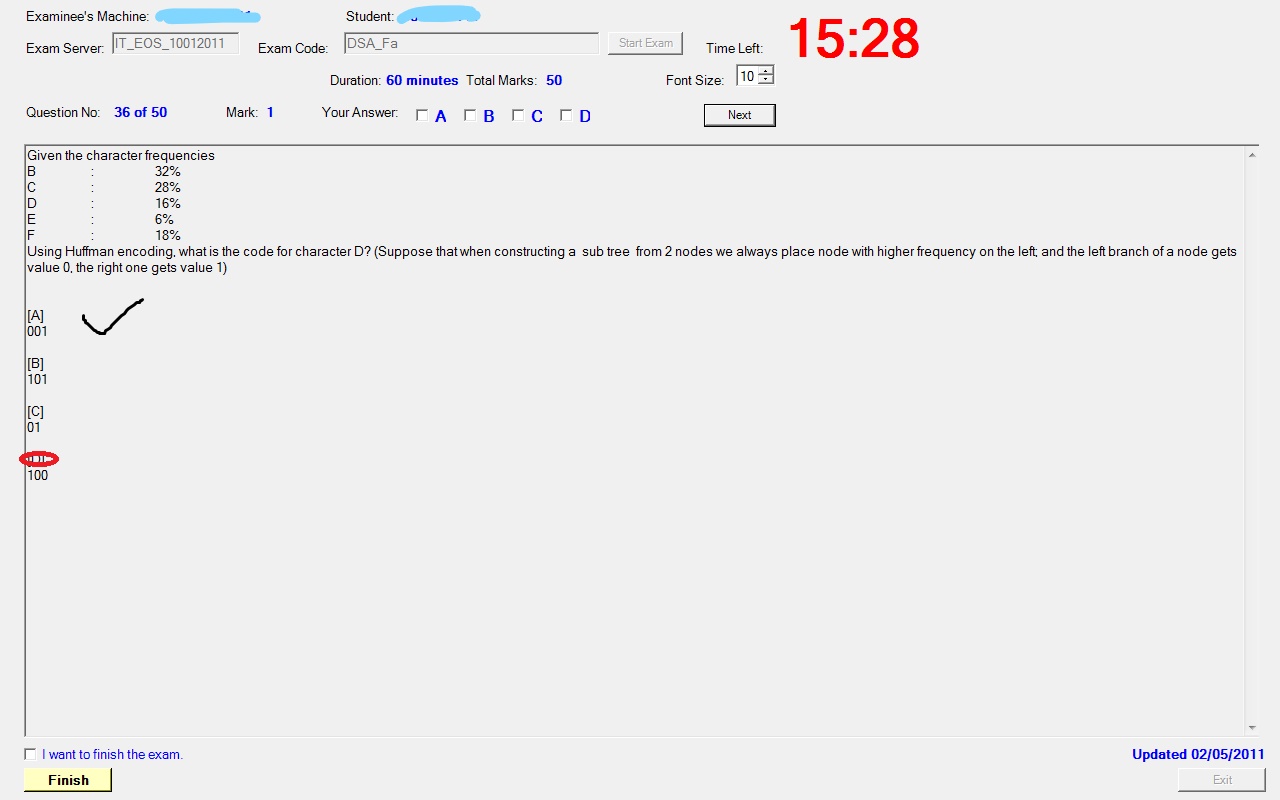 Examinee's Machine: Student:
Exam Server: IT_EOS_10012011 Exam Code: DSA_Fa Start Exam Time Left: 15:28
Duration: 60 minutes Total Marks: 50 Font Size: 10
Question No: 36 of 50 Mark: 1 Your Answer: A B C D Next
Given the character frequencies
B : 32%
C : 28%
D : 16%
E : 6%
F : 18%
Using Huffman encoding, what is the code for character D? (Suppose that when constructing a sub tree from 2 nodes we always place node with higher frequency on the left; and the left branch of a node gets
value 0, the right one gets value 1)
[A]
001
[B]
101
[C]
01
100
I want to finish the exam. Updated 02/05/2011
Finish Exit